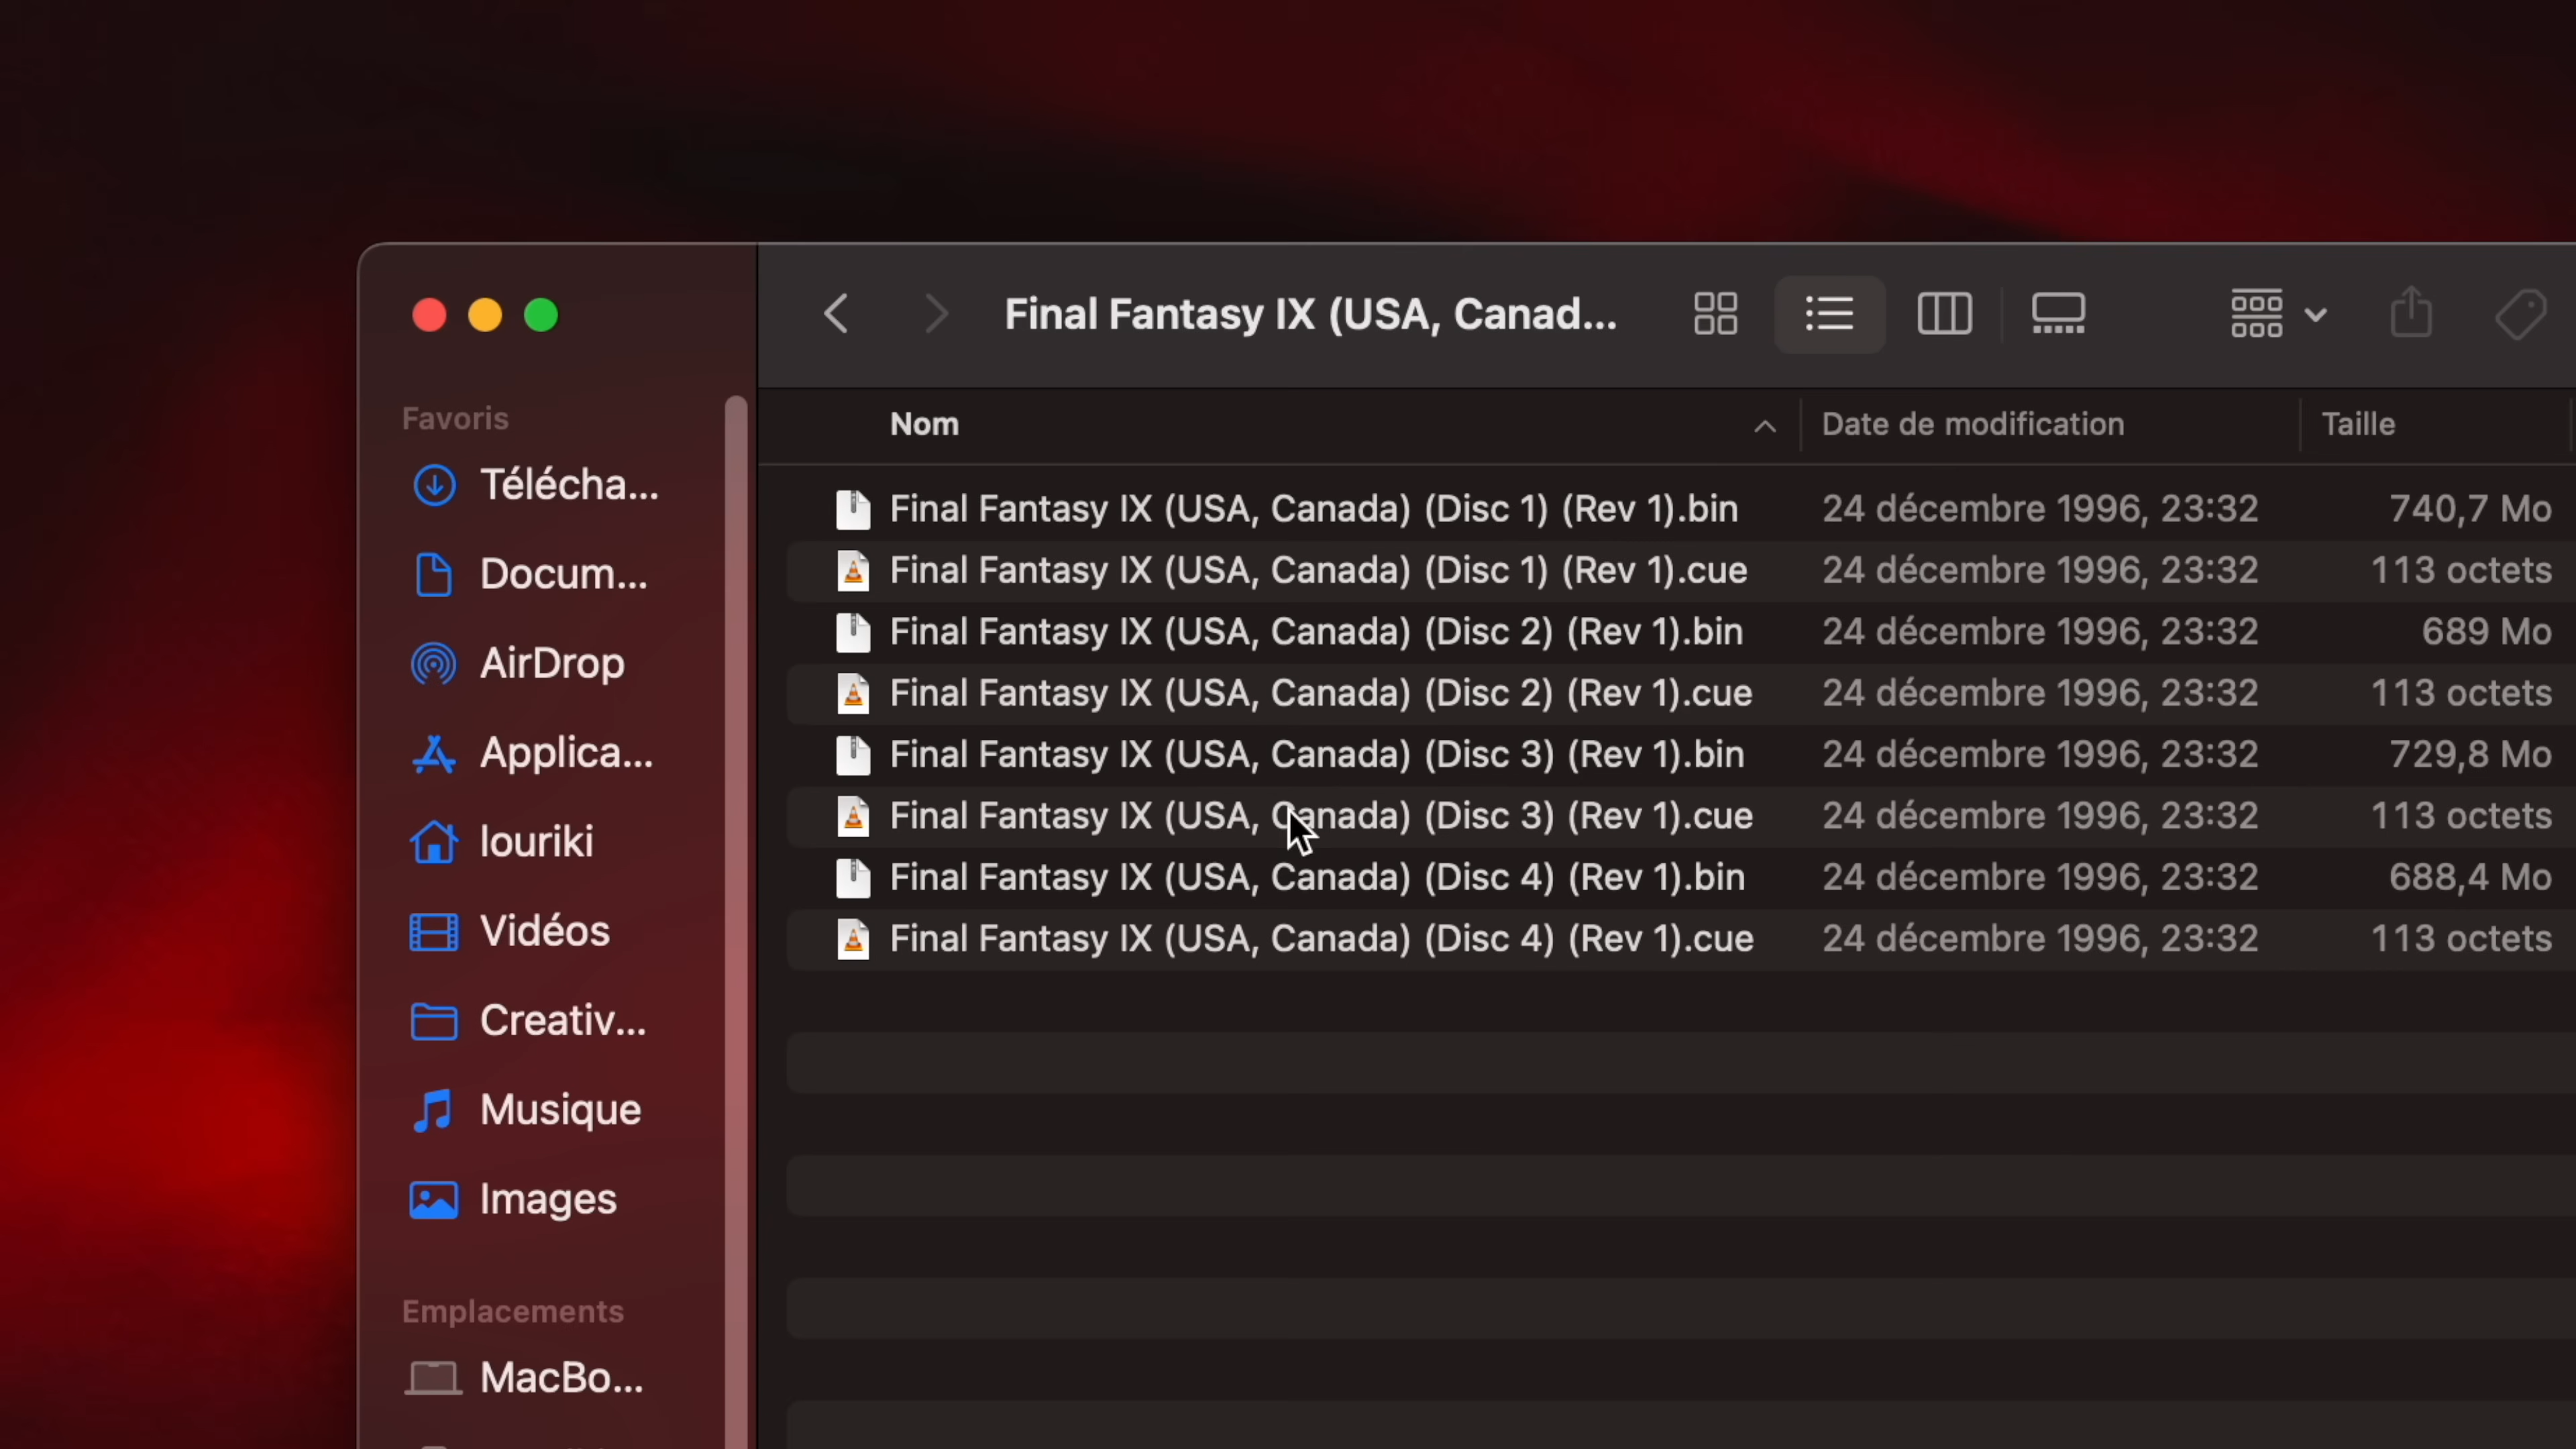 Final Fantasy IX (USA, Canad...
Favoris
Télécha...
Docum...
AirDrop
Applica...
louriki
Vidéos
Creativ...
Musique
Images
Emplacements
MacBo...
Nom Date de modification Taille
Final Fantasy IX (USA, Canada) (Disc 1) (Rev 1).bin 24 décembre 1996, 23:32 740,7 Mo
Final Fantasy IX (USA, Canada) (Disc 1) (Rev 1).cue 24 décembre 1996, 23:32 113 octets
Final Fantasy IX (USA, Canada) (Disc 2) (Rev 1).bin 24 décembre 1996, 23:32 689 Mo
Final Fantasy IX (USA, Canada) (Disc 2) (Rev 1).cue 24 décembre 1996, 23:32 113 octets
Final Fantasy IX (USA, Canada) (Disc 3) (Rev 1).bin 24 décembre 1996, 23:32 729,8 Mo
Final Fantasy IX (USA, Canada) (Disc 3) (Rev 1).cue 24 décembre 1996, 23:32 113 octets
Final Fantasy IX (USA, Canada) (Disc 4) (Rev 1).bin 24 décembre 1996, 23:32 688,4 Mo
Final Fantasy IX (USA, Canada) (Disc 4) (Rev 1).cue 24 décembre 1996, 23:32 113 octets